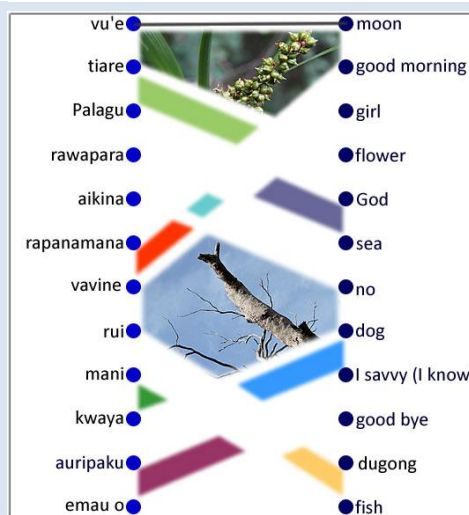 vu'e moon
tiare good morning
Palagu girl
rawapara flower
aikina God
rapanamana sea
vavine no
rui dog
mani I savvy (I know
kwaya good bye
auripaku dugong
emau o fish